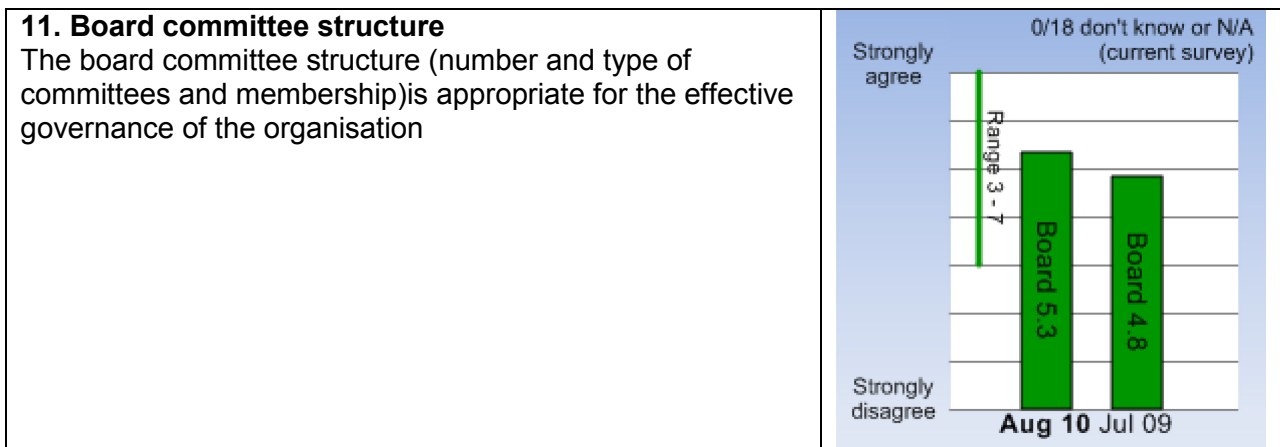 11. Board committee structure
The board committee structure (number and type of
committees and membership)is appropriate for the effective
governance of the organisation
0/18 don't know or N/A
(current survey)
Strongly
agree
Range 3 - 7
Board 5.3
Board 4.8
Strongly
disagree
Aug 10 Jul 09